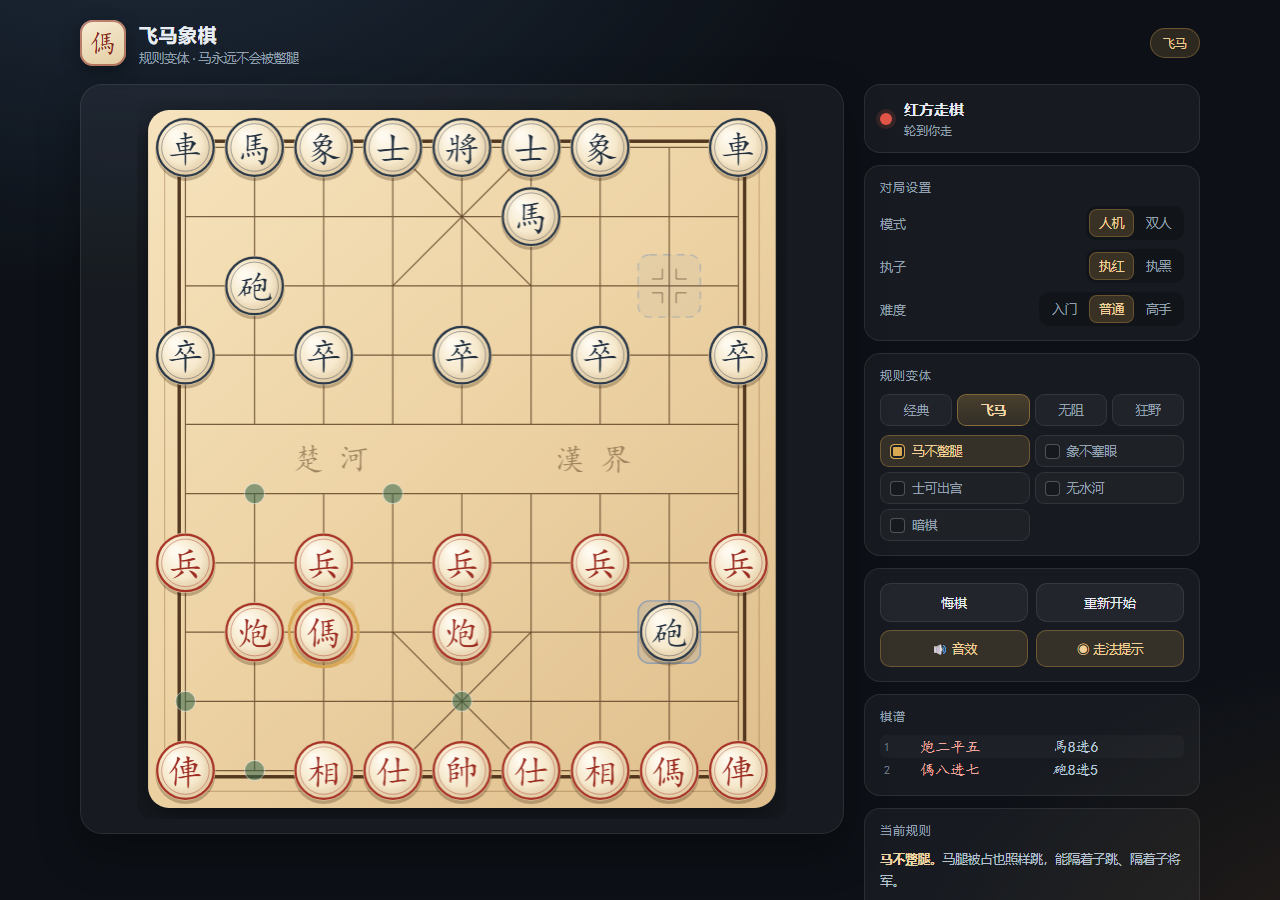 傌
飞马象棋
规则变体 · 马永远不会被蹩腿
飞马
車 馬 象 士 將 士 象 車
馬
砲
卒 卒 卒 卒 卒
楚 河 漢 界
兵 兵 兵 兵 兵
炮 傌 炮 砲
俥 相 仕 帥 仕 相 傌 俥
红方走棋
轮到你走
对局设置
模式 人机 双人
执子 执红 执黑
难度 入门 普通 高手
规则变体
经典 飞马 无阻 狂野
马不蹩腿 象不塞眼
士可出宫 无水河
暗棋
悔棋 重新开始
音效 走法提示
棋谱
1 炮二平五 馬8进6
2 傌八进七 砲8进5
当前规则
马不蹩腿。马腿被占也照样跳，能隔着子跳、隔着子将
军。